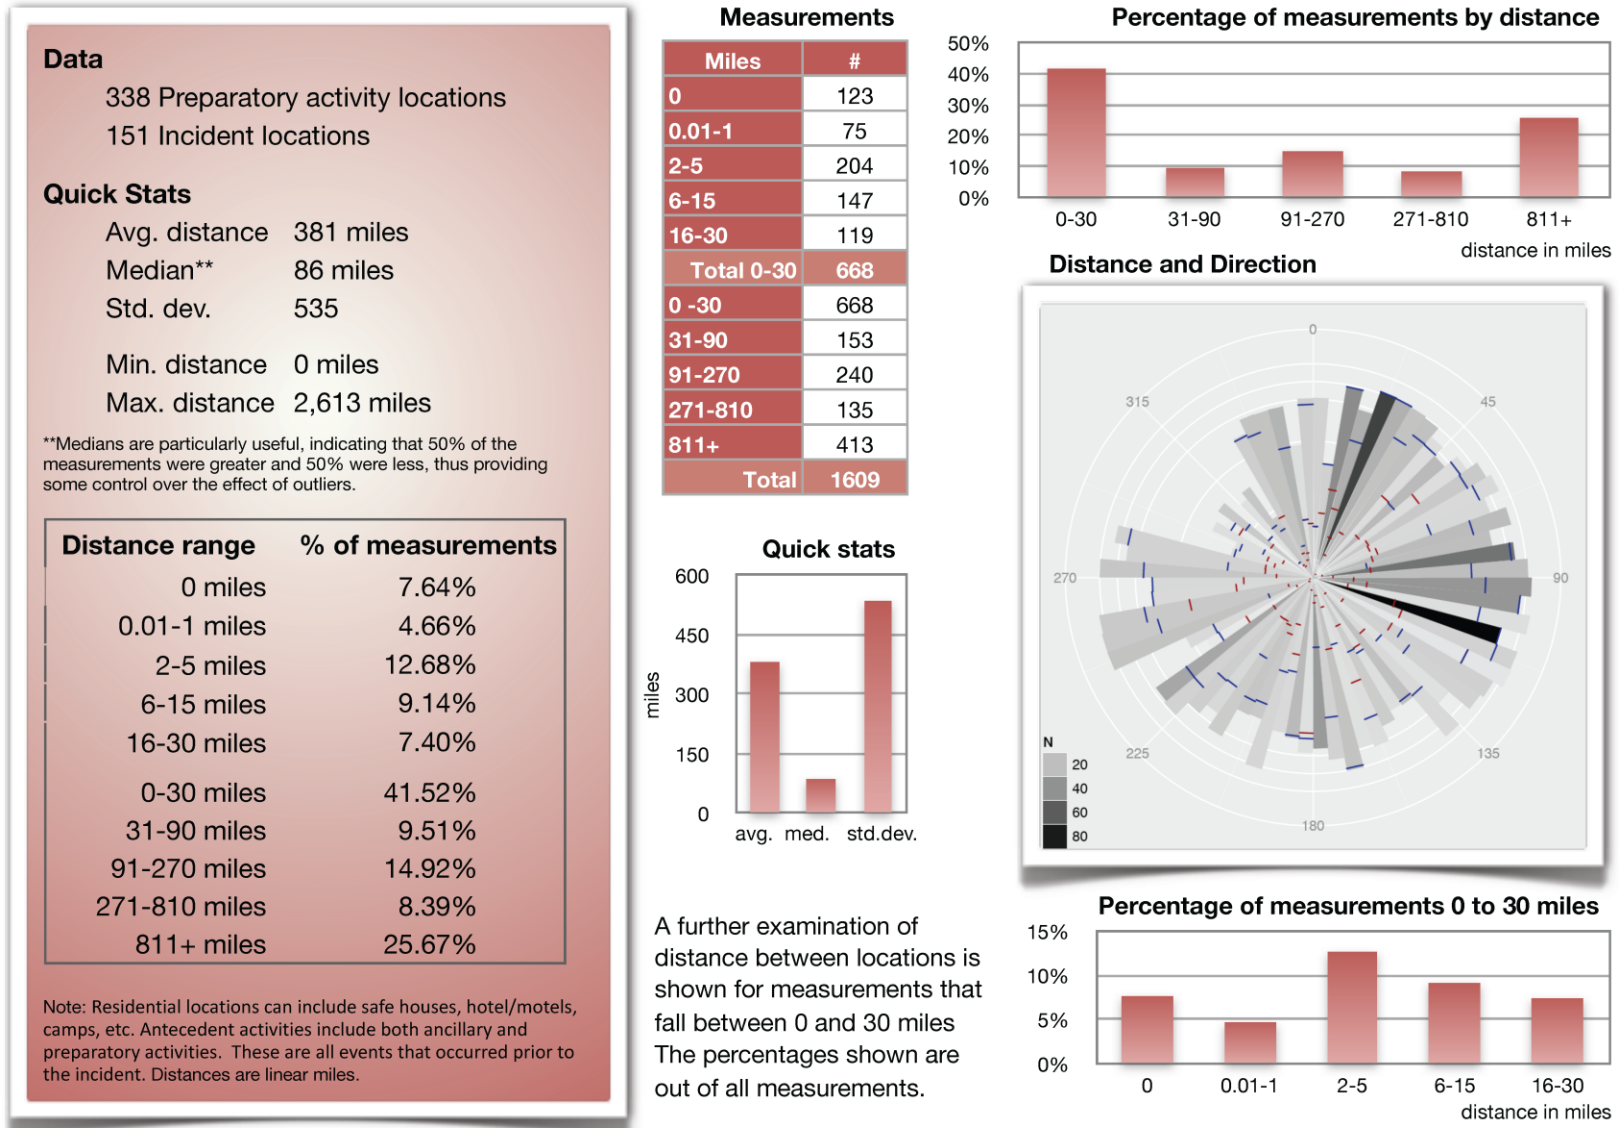 Data
338 Preparatory activity locations
151 Incident locations
Quick Stats
Avg. distance 381 miles
Median** 86 miles
Std. dev. 535
Min. distance 0 miles
Max. distance 2,613 miles
**Medians are particularly useful, indicating that 50% of the
measurements were greater and 50% were less, thus providing
some control over the effect of outliers.
Distance range % of measurements
0 miles 7.64%
0.01-1 miles 4.66%
2-5 miles 12.68%
6-15 miles 9.14%
16-30 miles 7.40%
0-30 miles 41.52%
31-90 miles 9.51%
91-270 miles 14.92%
271-810 miles 8.39%
811+ miles 25.67%
Note: Residential locations can include safe houses, hotel/motels,
camps, etc. Antecedent activities include both ancillary and
preparatory activities. These are all events that occurred prior to
the incident. Distances are linear miles.
Measurements
Miles #
0 123
0.01-1 75
2-5 204
6-15 147
16-30 119
Total 0-30 668
0 -30 668
31-90 153
91-270 240
271-810 135
811+ 413
Total 1609
Quick stats
600
450
300
150
0
miles
avg. med. std.dev.
A further examination of
distance between locations is
shown for measurements that
fall between 0 and 30 miles
The percentages shown are
out of all measurements.
Percentage of measurements by distance
50%
40%
30%
20%
10%
0%
0-30 31-90 91-270 271-810 811+
distance in miles
Distance and Direction
0
315 45
270 90
225 135
180
N
20
40
60
80
Percentage of measurements 0 to 30 miles
15%
10%
5%
0%
0 0.01-1 2-5 6-15 16-30
distance in miles